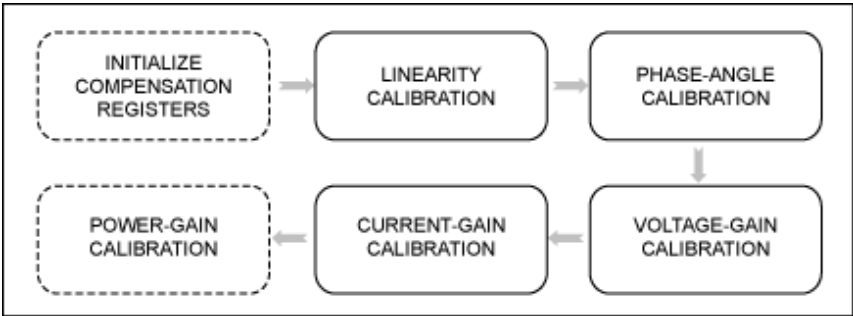 INITIALIZE
COMPENSATION
REGISTERS
LINEARITY
CALIBRATION
PHASE-ANGLE
CALIBRATION
VOLTAGE-GAIN
CALIBRATION
CURRENT-GAIN
CALIBRATION
POWER-GAIN
CALIBRATION